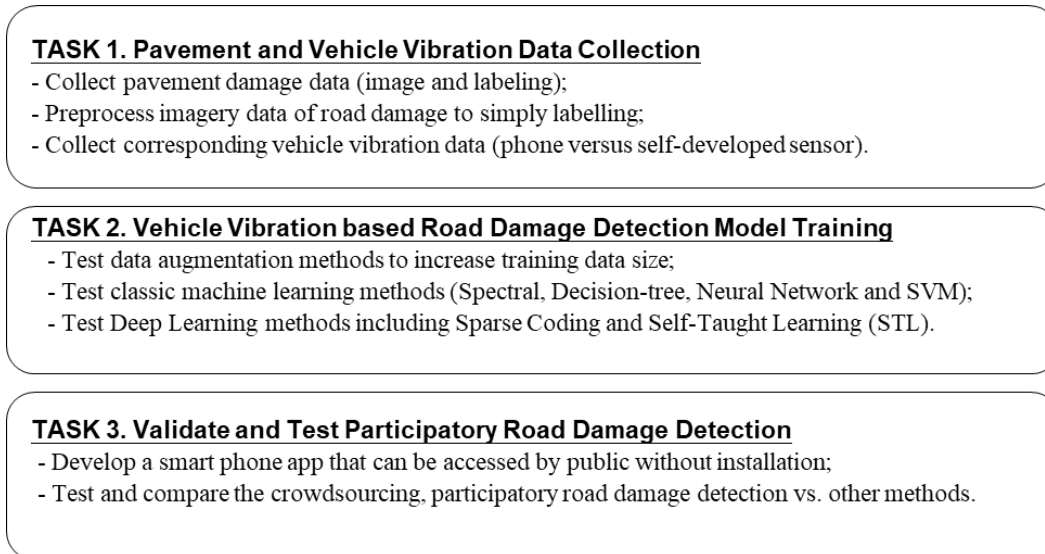 TASK 1. Pavement and Vehicle Vibration Data Collection
- Collect pavement damage data (image and labeling);
- Preprocess imagery data of road damage to simply labelling;
- Collect corresponding vehicle vibration data (phone versus self-developed sensor).
TASK 2. Vehicle Vibration based Road Damage Detection Model Training
- Test data augmentation methods to increase training data size;
- Test classic machine learning methods (Spectral, Decision-tree, Neural Network and SVM);
- Test Deep Learning methods including Sparse Coding and Self-Taught Learning (STL).
TASK 3. Validate and Test Participatory Road Damage Detection
- Develop a smart phone app that can be accessed by public without installation;
- Test and compare the crowdsourcing, participatory road damage detection vs. other methods.